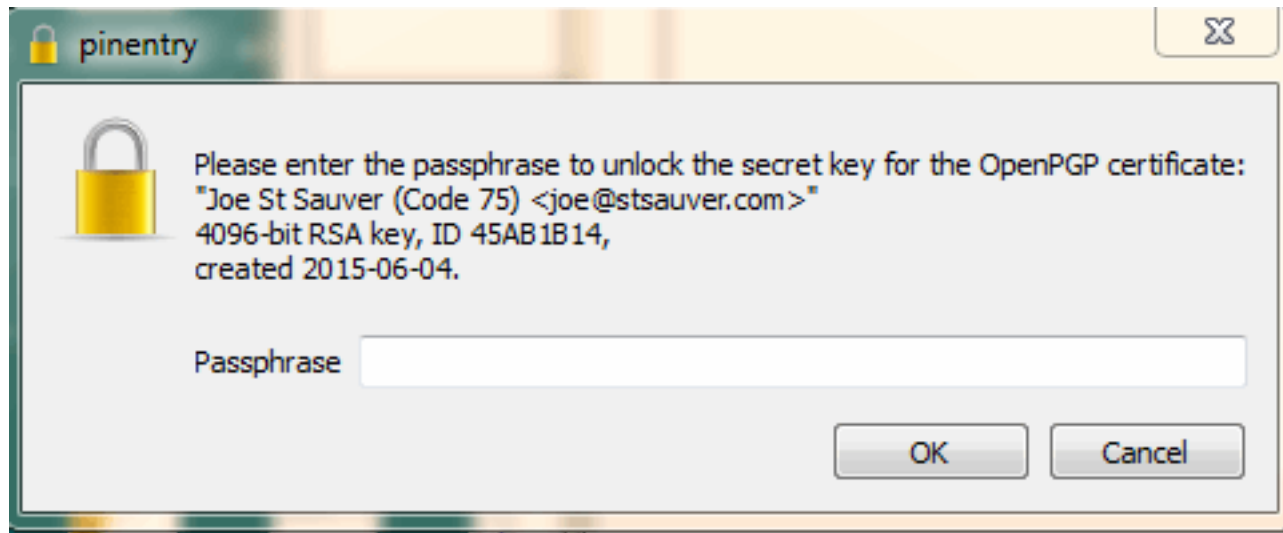 pinentry
Please enter the passphrase to unlock the secret key for the OpenPGP certificate:
"Joe St Sauver (Code 75) <joe@stsauver.com>"
4096-bit RSA key, ID 45AB1B14,
created 2015-06-04.
Passphrase
OK Cancel